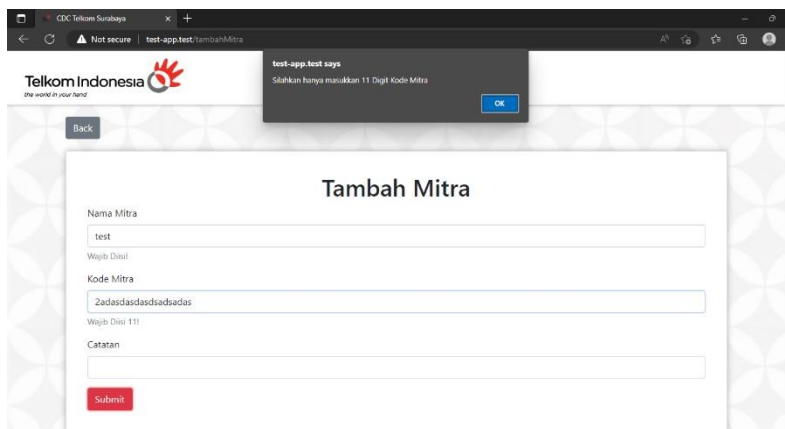 CDC Telkom Surabaya
Not secure | test-app.test/tambahMitra
test-app.test says
Silahkan hanya masukkan 11 Digit Kode Mitra
OK
Telkom Indonesia
the world in your hand
Back
Tambah Mitra
Nama Mitra
test
Wajib Diisi!
Kode Mitra
2adasdasdasdsadsadas
Wajib Diisi 11!
Catatan
Submit